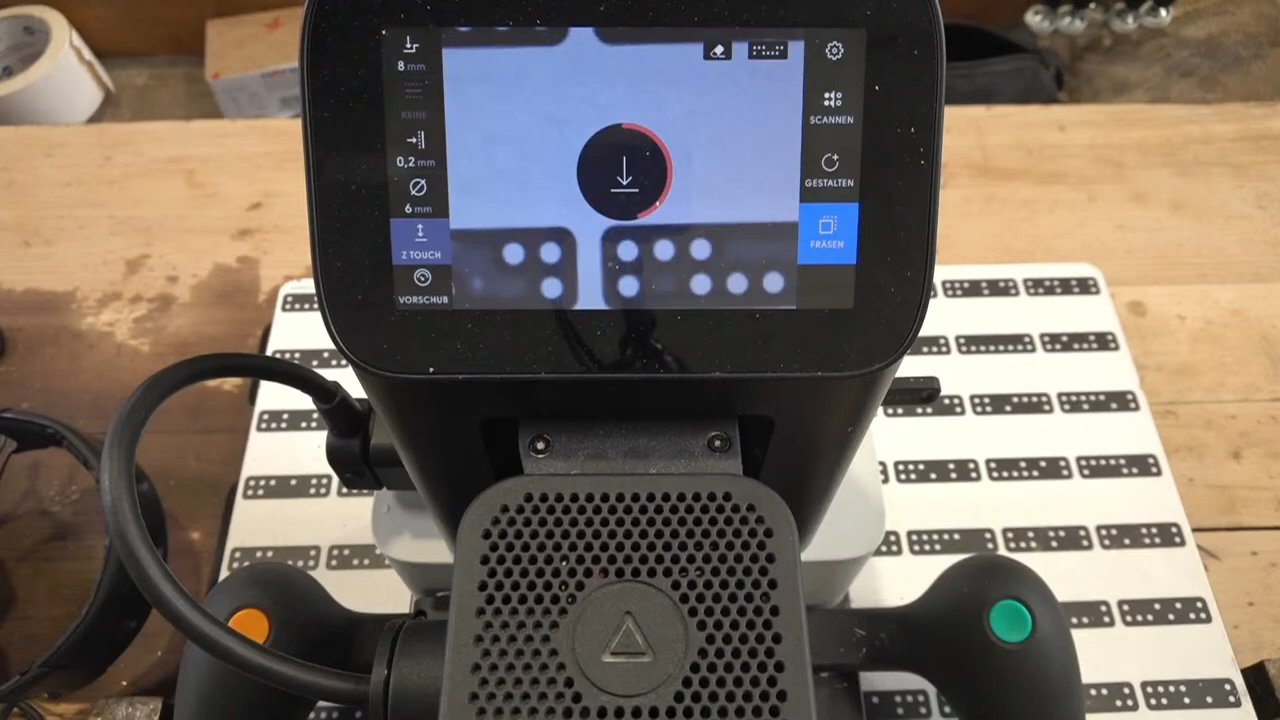 8 mm
KEINE
0,2 mm
6 mm
Z TOUCH
VORSCHUB
SCANNEN
GESTALTEN
FRÄSEN